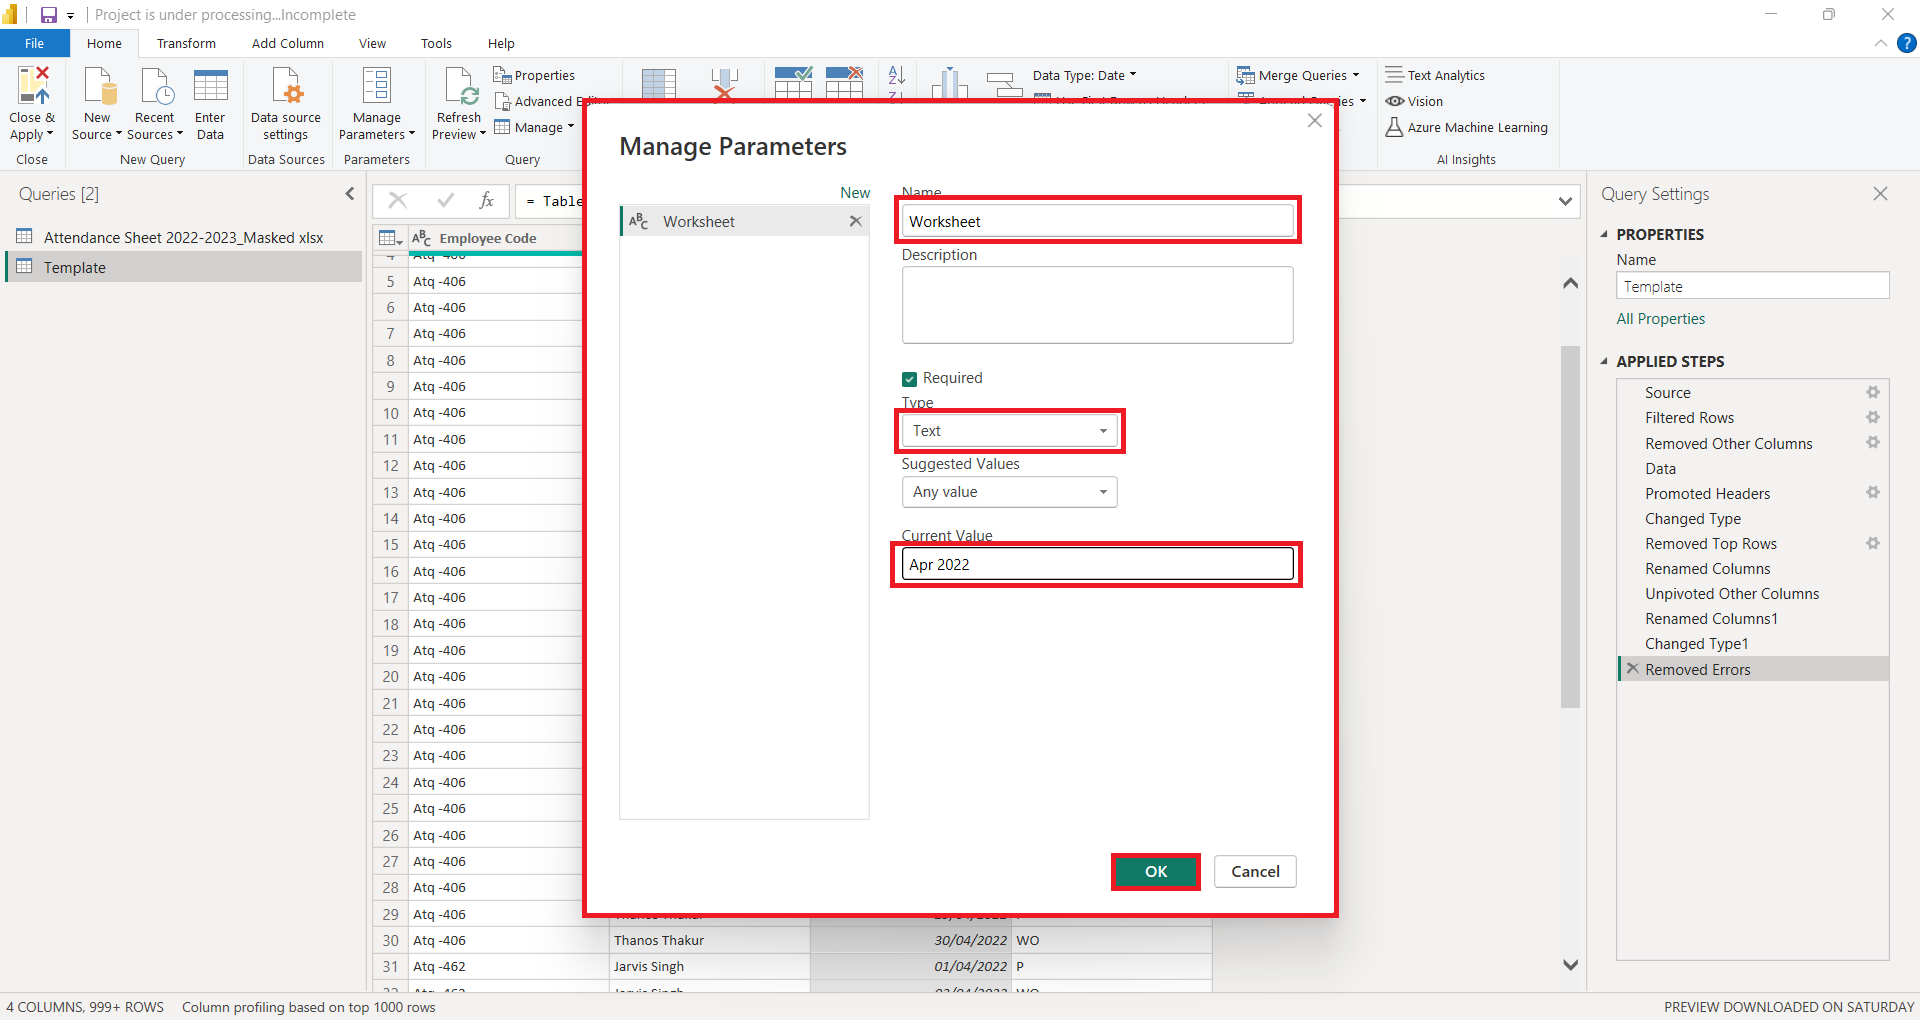 Project is under processing...Incomplete
File Home Transform Add Column View Tools Help
Close & Apply
Close
New Source
Recent Sources
Enter Data
New Query
Data source settings
Data Sources
Manage Parameters
Parameters
Refresh Preview
Properties
Advanced
Manage
Query
A
Z
Data Type: Date
Merge Queries
Text Analytics
Vision
Azure Machine Learning
AI Insights
Queries [2]
Attendance Sheet 2022-2023_Masked xlsx
Template
fx = Table
ABC Employee Code
5 Atq -406
6 Atq -406
7 Atq -406
8 Atq -406
9 Atq -406
10 Atq -406
11 Atq -406
12 Atq -406
13 Atq -406
14 Atq -406
15 Atq -406
16 Atq -406
17 Atq -406
18 Atq -406
19 Atq -406
20 Atq -406
21 Atq -406
22 Atq -406
23 Atq -406
24 Atq -406
25 Atq -406
26 Atq -406
27 Atq -406
28 Atq -406
29 Atq -406
30 Atq -406 Thanos Thakur 30/04/2022 WO
31 Atq -462 Jarvis Singh 01/04/2022 P
Manage Parameters
New
ABC Worksheet
Name
Worksheet
Description
Required
Type
Text
Suggested Values
Any value
Current Value
Apr 2022
OK Cancel
Query Settings
PROPERTIES
Name
Template
All Properties
APPLIED STEPS
Source
Filtered Rows
Removed Other Columns
Data
Promoted Headers
Changed Type
Removed Top Rows
Renamed Columns
Unpivoted Other Columns
Renamed Columns1
Changed Type1
Removed Errors
4 COLUMNS, 999+ ROWS Column profiling based on top 1000 rows
PREVIEW DOWNLOADED ON SATURDAY